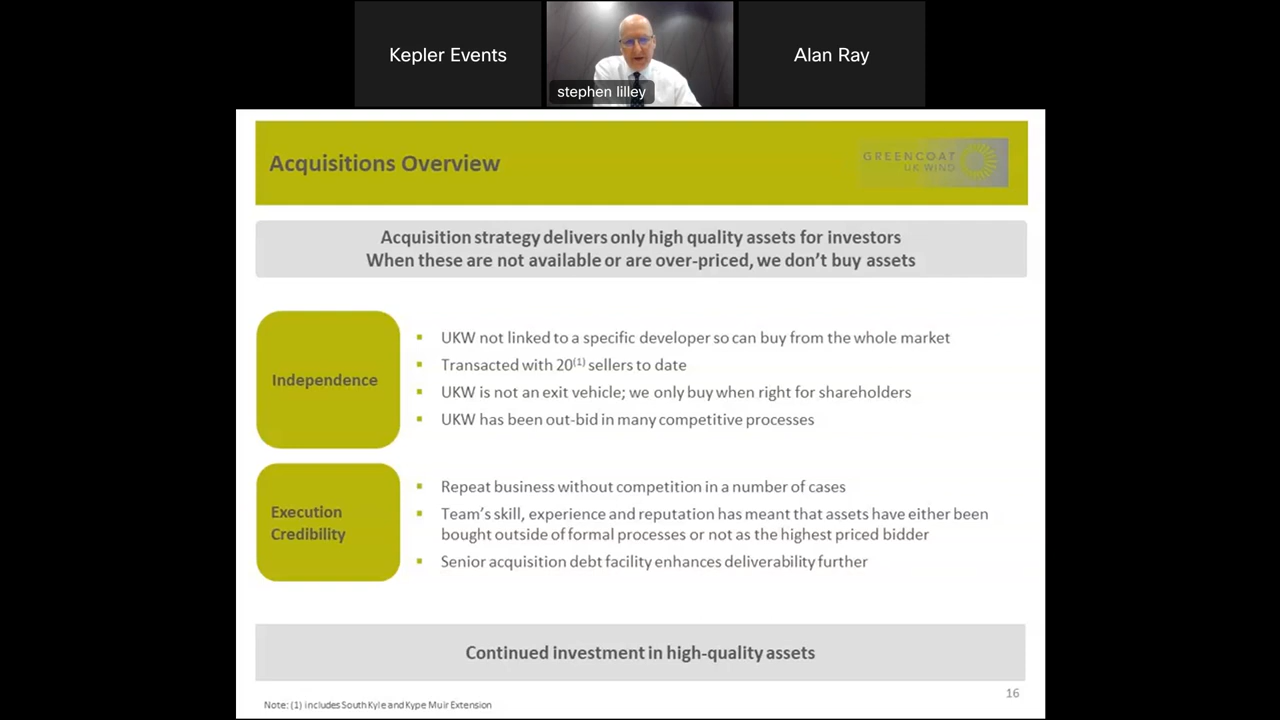 Kepler Events
stephen lilley
Alan Ray
Acquisitions Overview
GREENCOAT
UK WIND
Acquisition strategy delivers only high quality assets for investors
When these are not available or are over-priced, we don't buy assets
Independence
▪ UKW not linked to a specific developer so can buy from the whole market
▪ Transacted with 20(1) sellers to date
▪ UKW is not an exit vehicle; we only buy when right for shareholders
▪ UKW has been out-bid in many competitive processes
Execution
Credibility
▪ Repeat business without competition in a number of cases
▪ Team's skill, experience and reputation has meant that assets have either been
bought outside of formal processes or not as the highest priced bidder
▪ Senior acquisition debt facility enhances deliverability further
Continued investment in high-quality assets
16
Note: (1) includes South Kyle and Kype Muir Extension